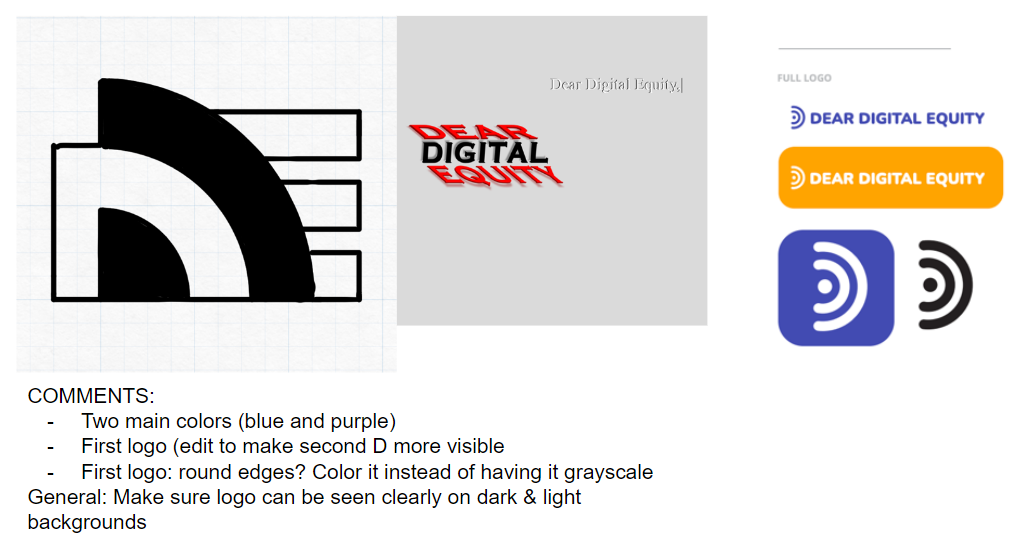 Dear Digital Equity,
DEAR
DIGITAL
EQUITY
FULL LOGO
DEAR DIGITAL EQUITY
DEAR DIGITAL EQUITY
COMMENTS:
- Two main colors (blue and purple)
- First logo (edit to make second D more visible
- First logo: round edges? Color it instead of having it grayscale
General: Make sure logo can be seen clearly on dark & light
backgrounds